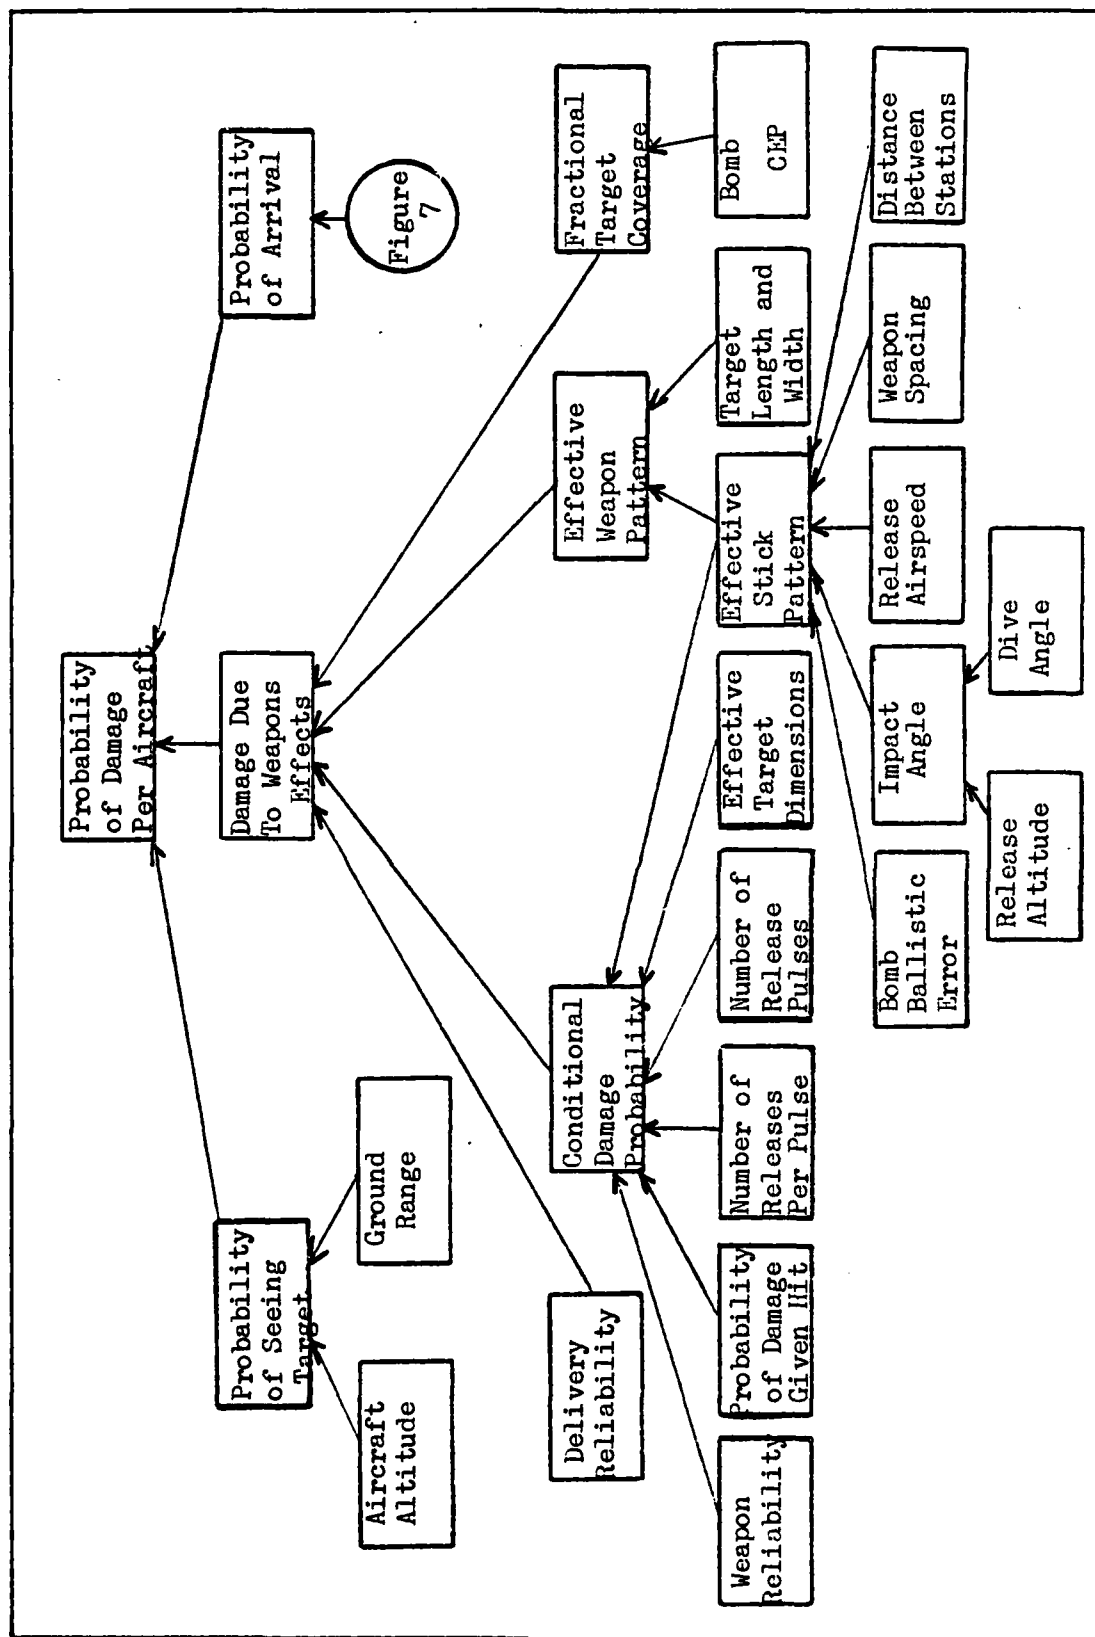 Probability
of Damage
Per Aircraft
Probability
of Seeing
Target
Damage Due
To Weapons
Effects
Probability
of Arrival
Aircraft
Altitude
Ground
Range
Figure
7
Delivery
Reliability
Conditional
Damage
Probability
Effective
Weapon
Pattern
Fractional
Target
Coverage
Weapon
Reliability
Probability
of Damage
Given Hit
Number of
Releases
Per Pulse
Number of
Release
Pulses
Effective
Target
Dimensions
Effective
Stick
Pattern
Target
Length and
Width
Bomb
CEP
Bomb
Ballistic
Error
Impact
Angle
Release
Airspeed
Weapon
Spacing
Distance
Between
Stations
Release
Altitude
Dive
Angle